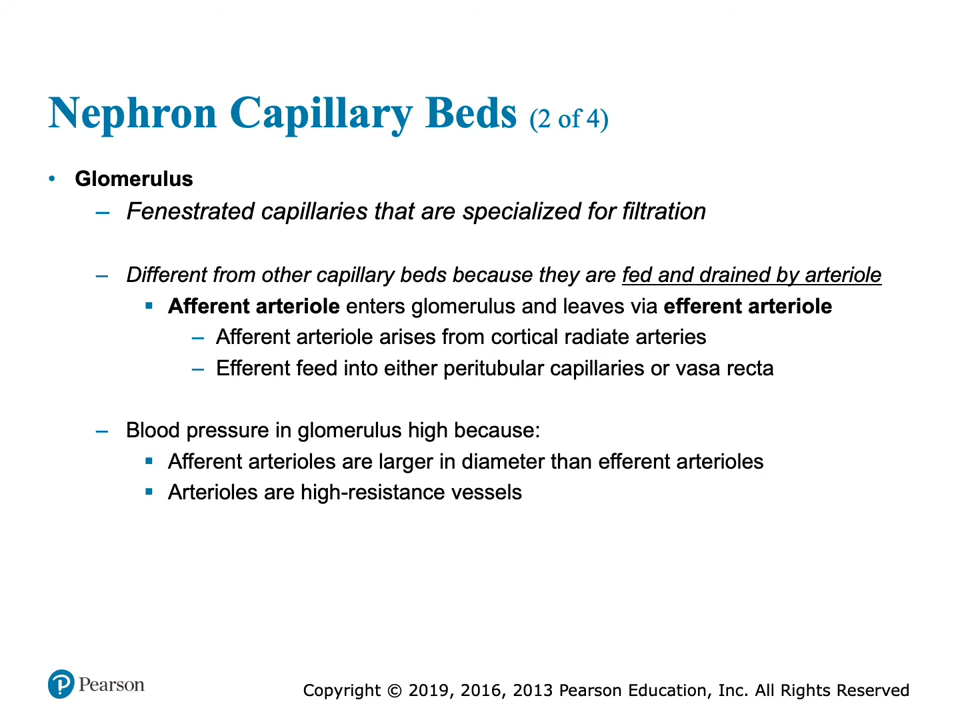 Nephron Capillary Beds (2 of 4)
• Glomerulus
– Fenestrated capillaries that are specialized for filtration
– Different from other capillary beds because they are fed and drained by arteriole
▪ Afferent arteriole enters glomerulus and leaves via efferent arteriole
– Afferent arteriole arises from cortical radiate arteries
– Efferent feed into either peritubular capillaries or vasa recta
– Blood pressure in glomerulus high because:
▪ Afferent arterioles are larger in diameter than efferent arterioles
▪ Arterioles are high-resistance vessels
P Pearson
Copyright © 2019, 2016, 2013 Pearson Education, Inc. All Rights Reserved